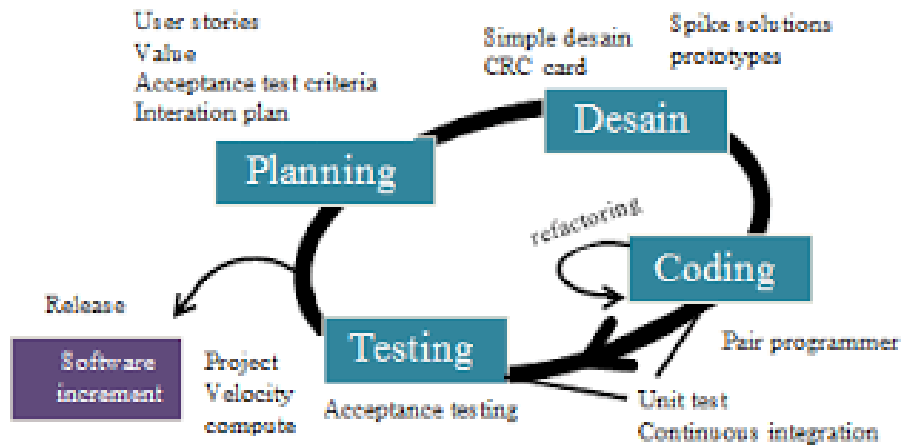 User stories
Value
Acceptance test criteria
Interation plan
Simple desain
CRC card
Spike solutions
prototypes
Desain
Planning
refactoring
Coding
Release
Software
increment
Project
Velocity
compute
Testing
Acceptance testing
Pair programmer
Unit test
Continuous integration